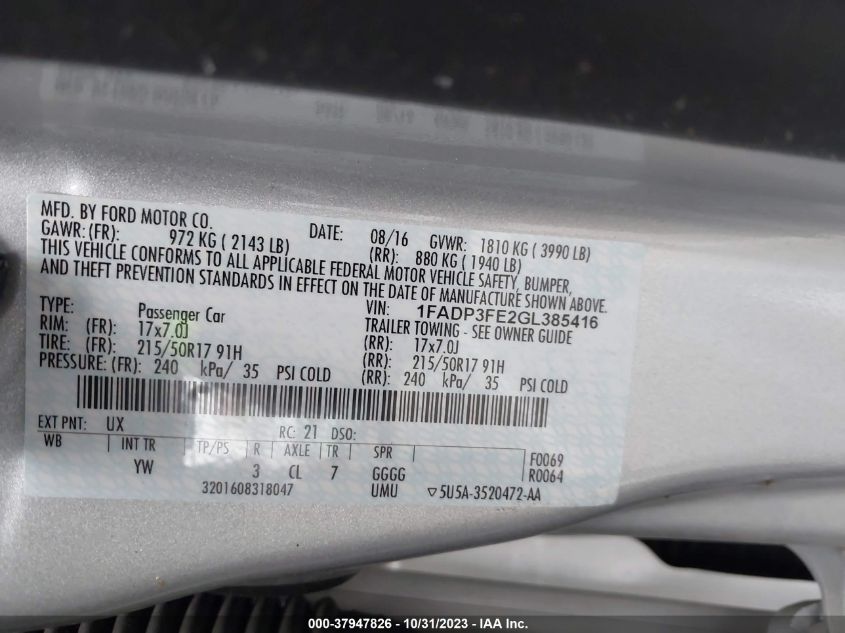 MFD. BY FORD MOTOR CO. DATE: 08/16 GVWR: 1810 KG ( 3990 LB)
GAWR:(FR): 972 KG ( 2143 LB) (RR): 880 KG ( 1940 LB)
THIS VEHICLE CONFORMS TO ALL APPLICABLE FEDERAL MOTOR VEHICLE SAFETY, BUMPER,
AND THEFT PREVENTION STANDARDS IN EFFECT ON THE DATE OF MANUFACTURE SHOWN ABOVE.
TYPE: Passenger Car VIN: 1FADP3FE2GL385416
TRAILER TOWING - SEE OWNER GUIDE
RIM: (FR): 17x7.0J (RR): 17x7.0J
TIRE: (FR): 215/50R17 91H (RR): 215/50R17 91H
PRESSURE: (FR): 240 kPa/ 35 PSI COLD (RR): 240 kPa/ 35 PSI COLD
EXT PNT: UX RC: 21 DSO:
WB INT TR TP/PS R AXLE TR SPR F0069
YW 3 CL 7 GGGG R0064
3201608318047 UMU ▽5U5A-3520472-AA
000-37947826 - 10/31/2023 - IAA Inc.